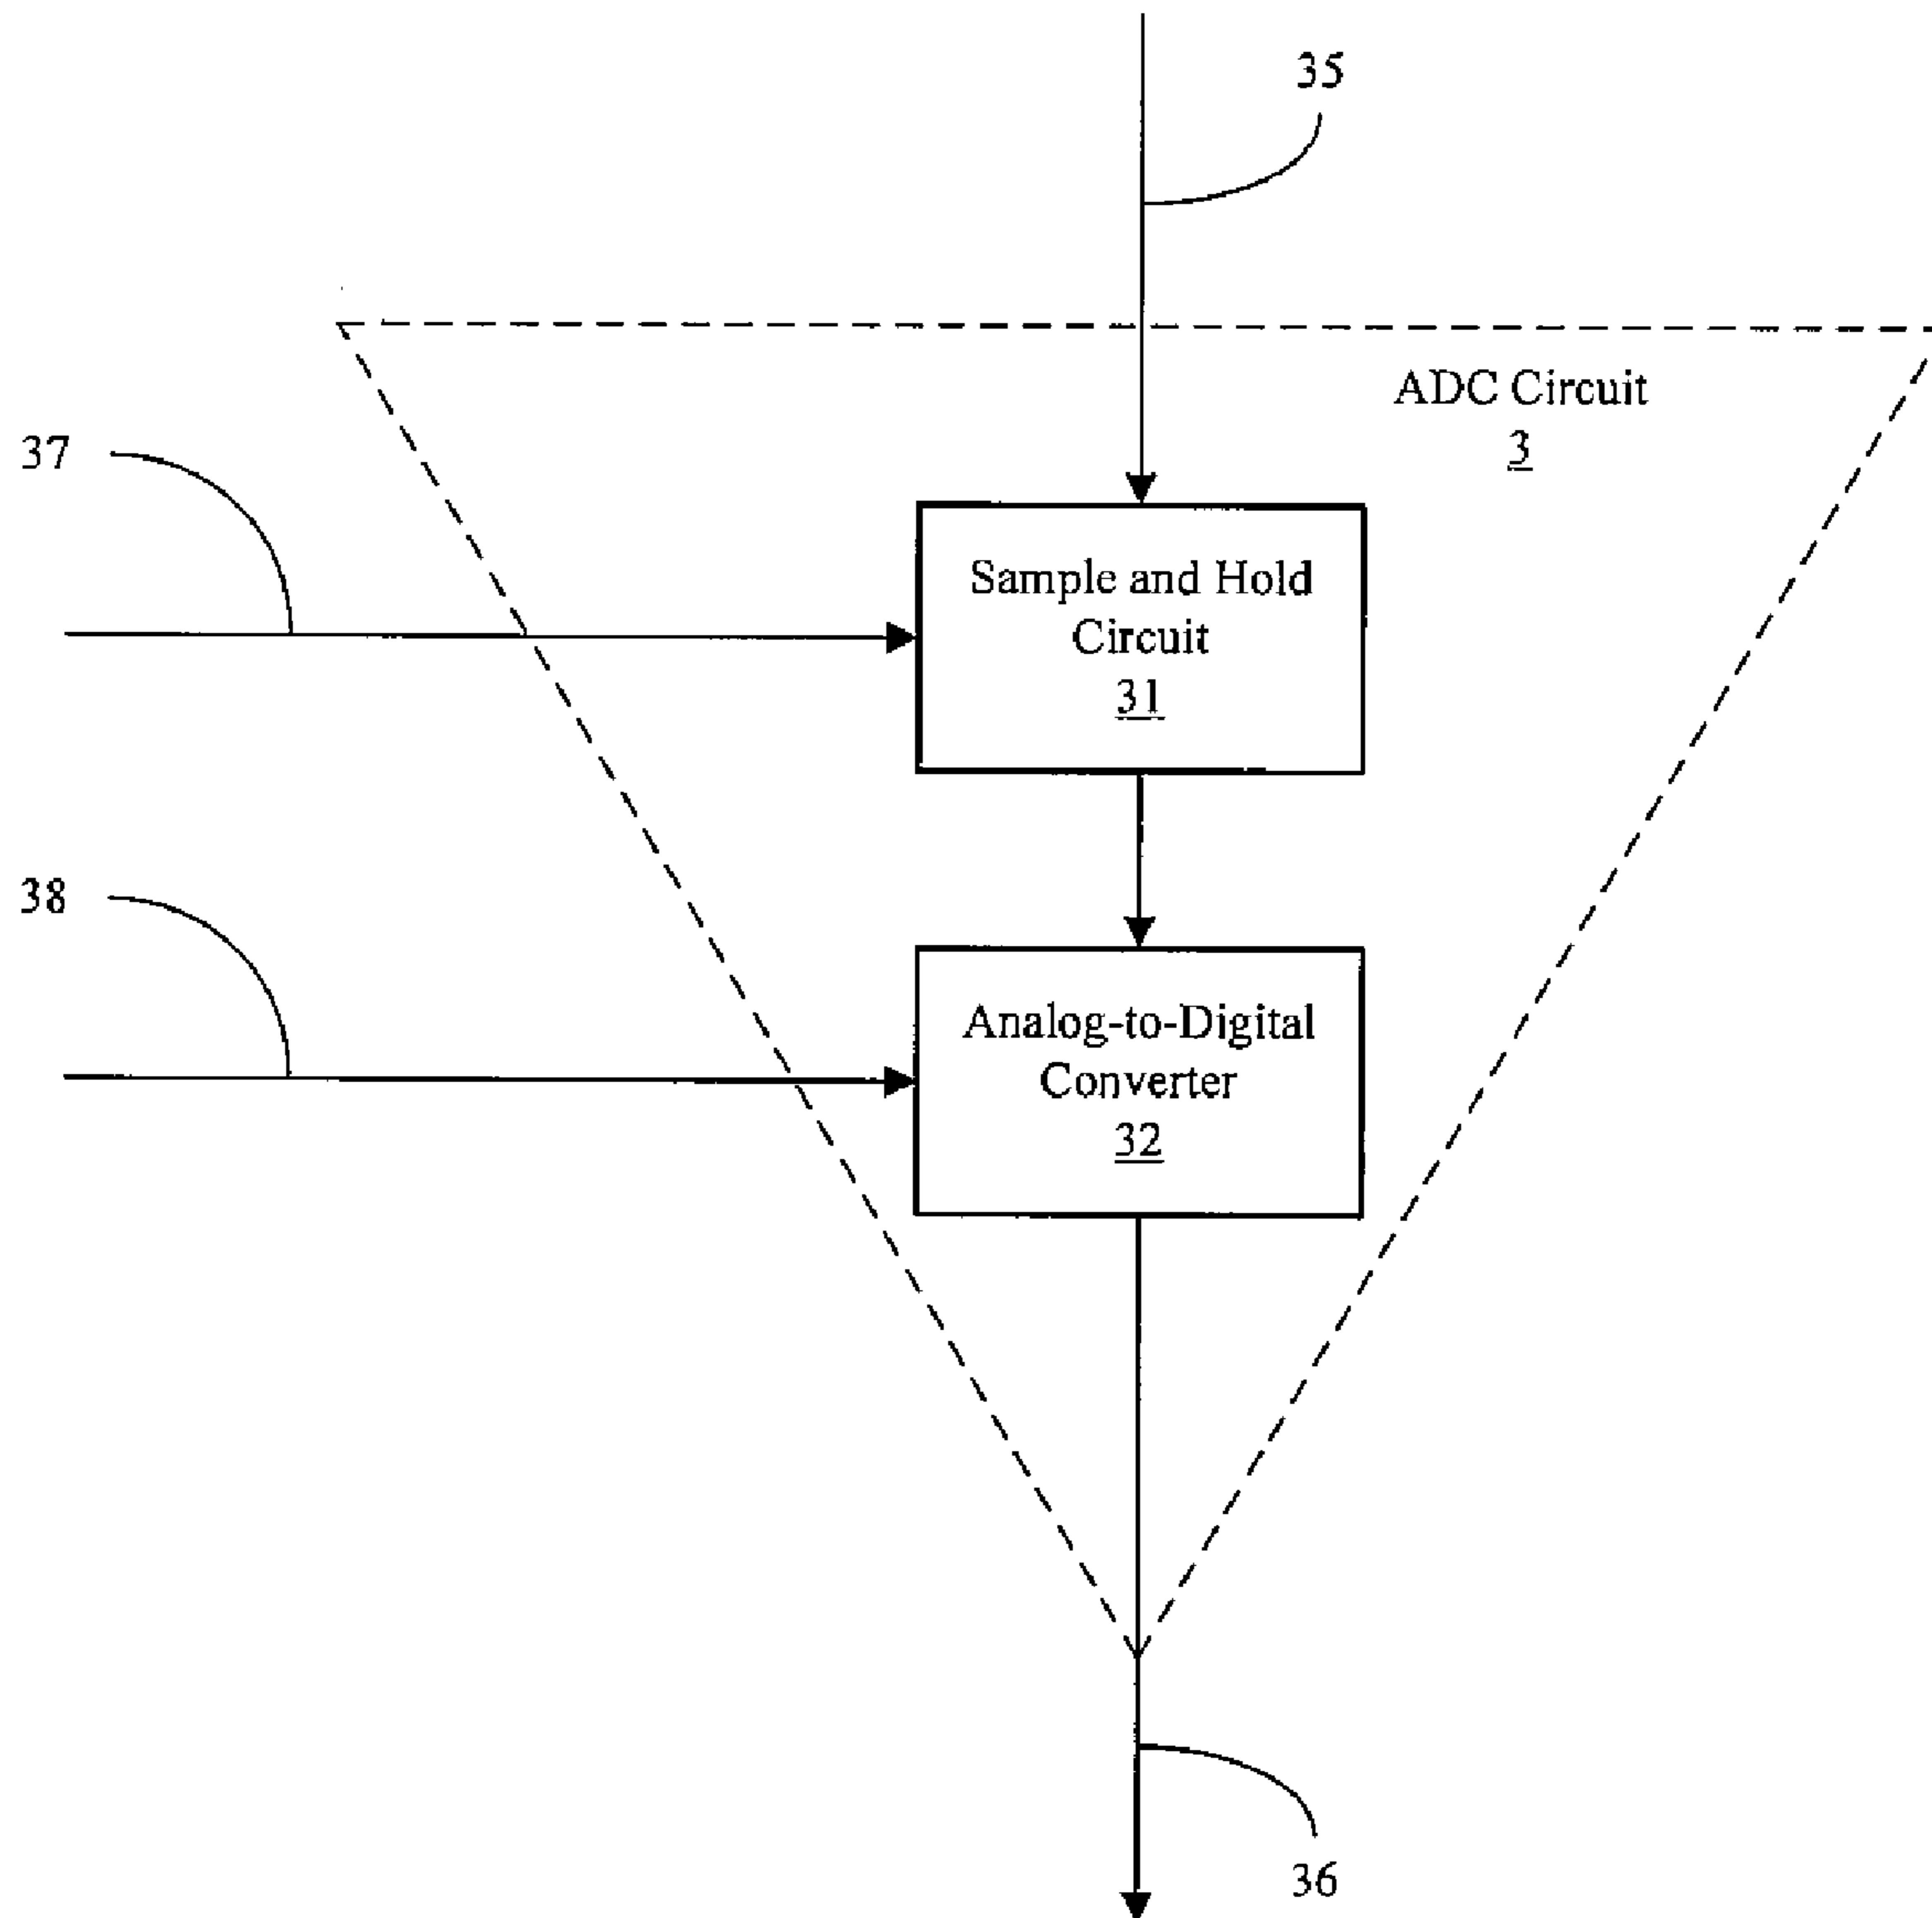 35
ADC Circuit
3
37
Sample and Hold
Circuit
31
38
Analog-to-Digital
Converter
32
36